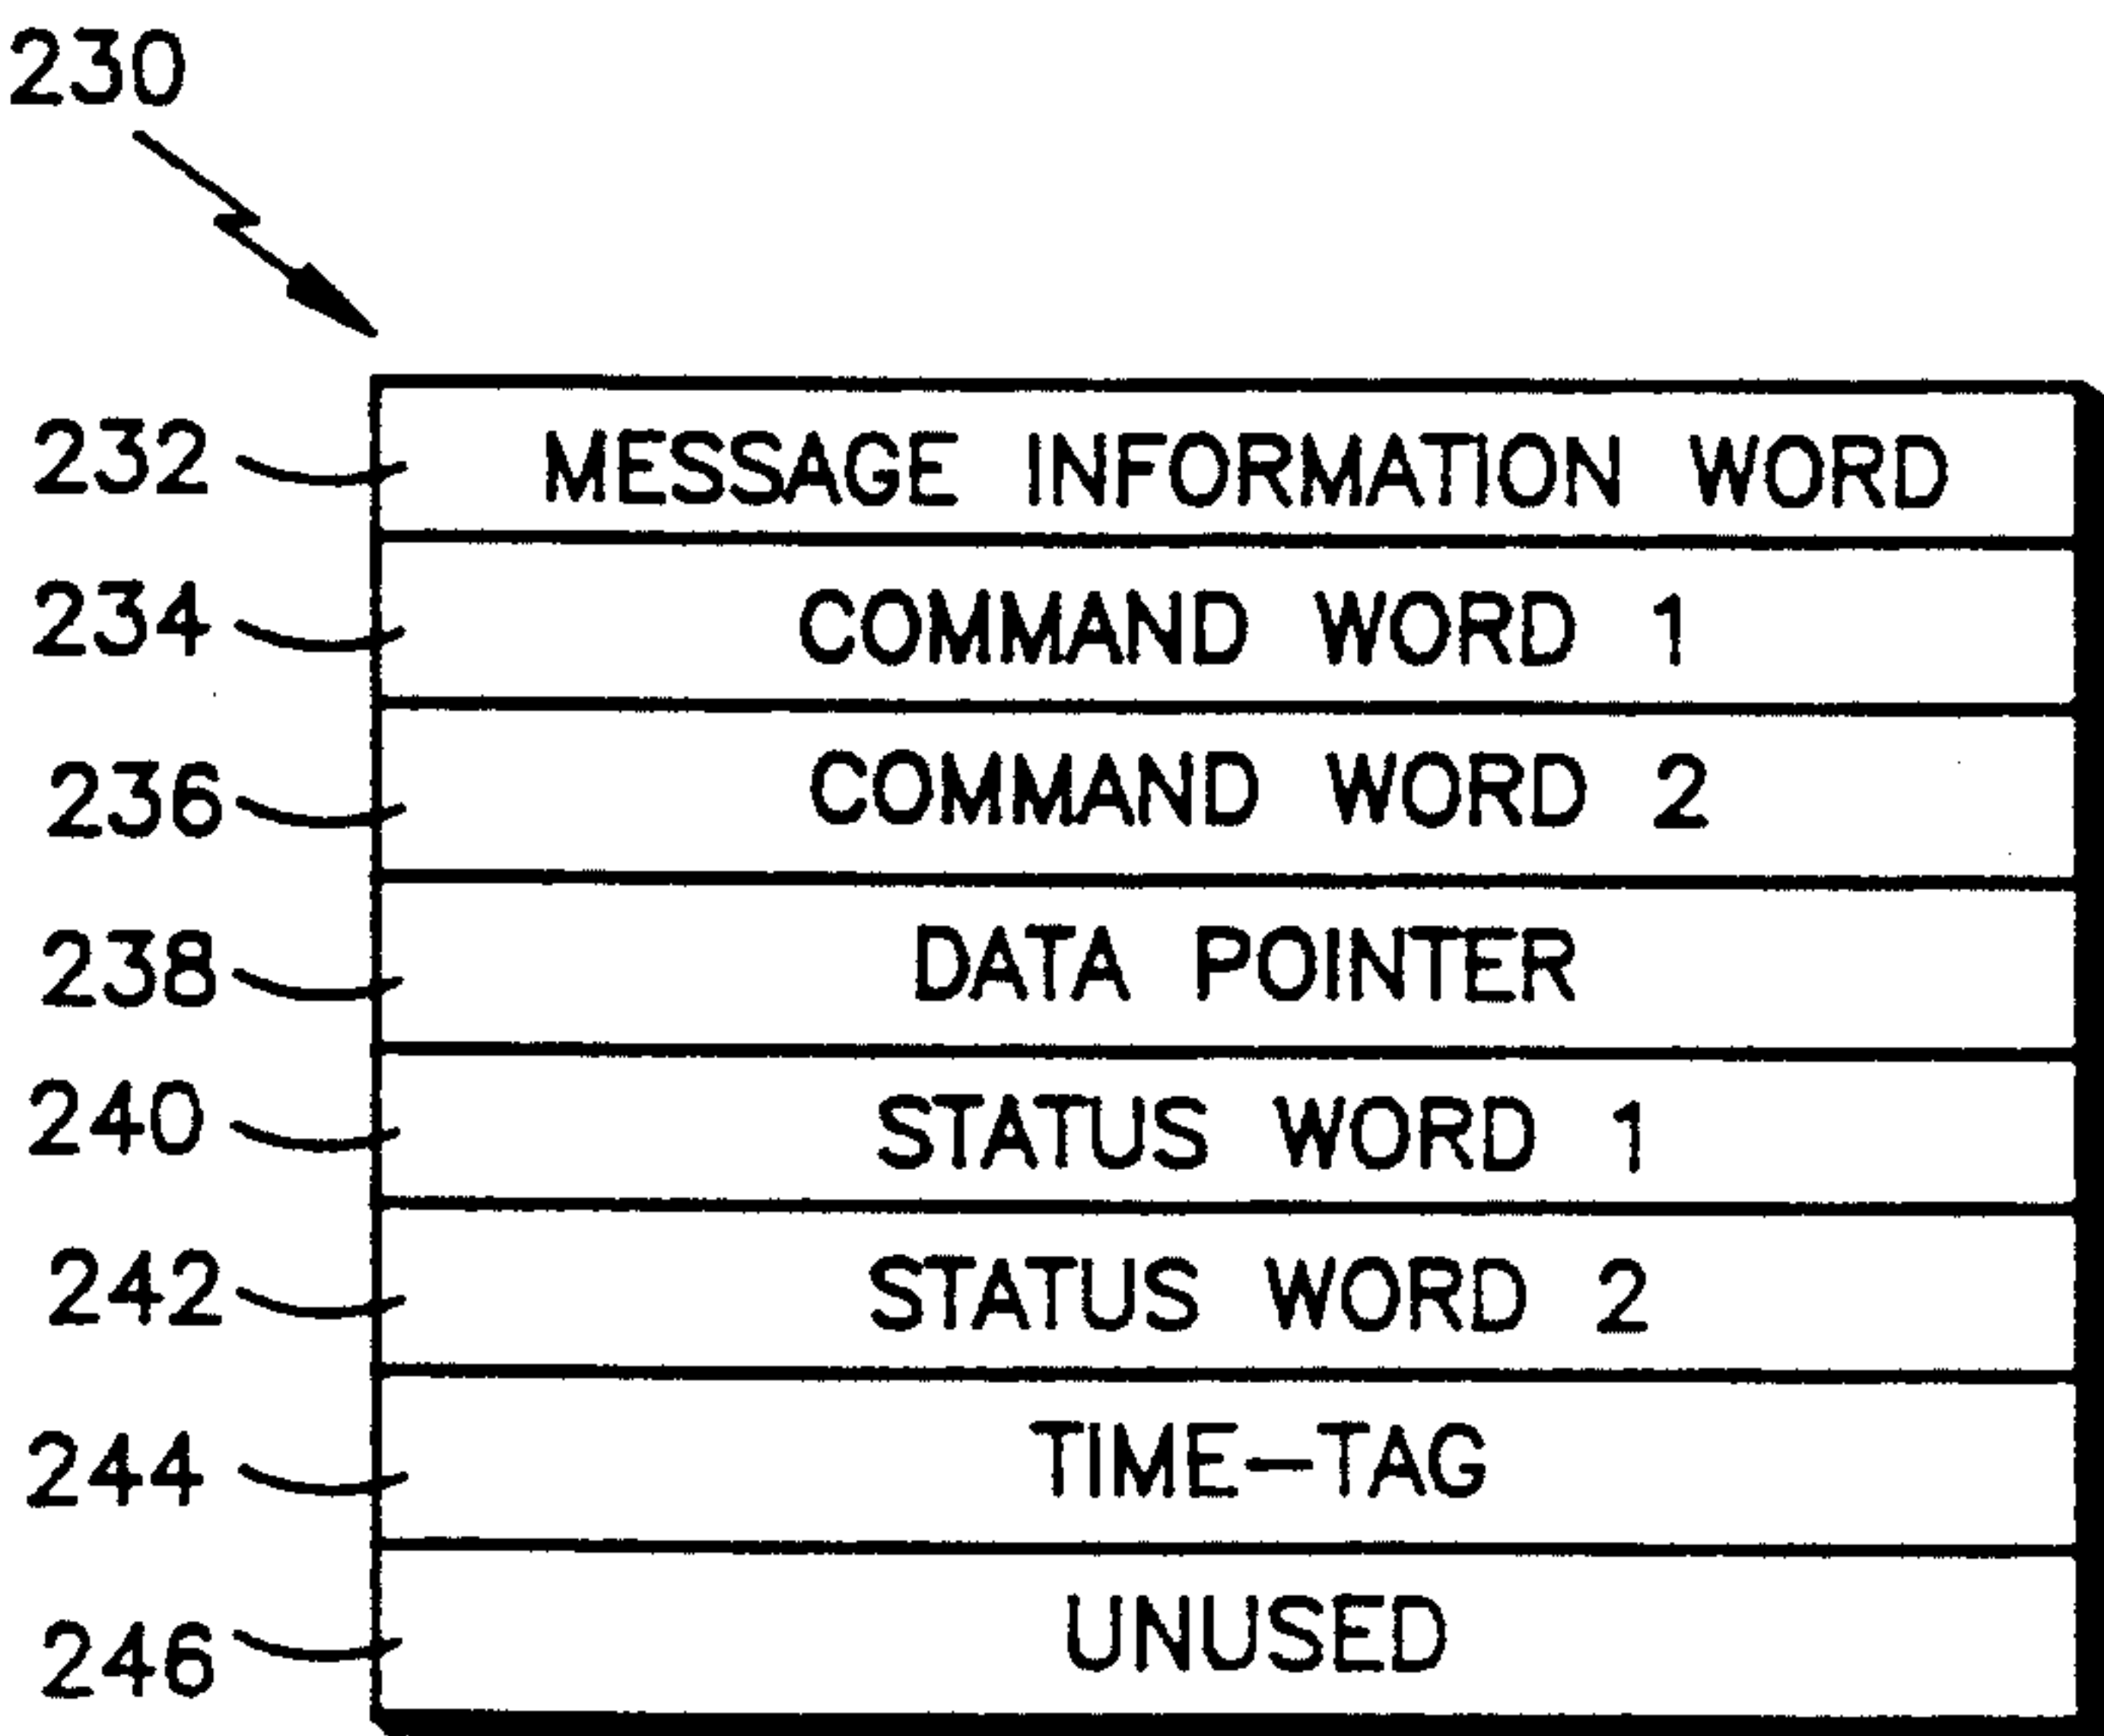 230
232 MESSAGE INFORMATION WORD
234 COMMAND WORD 1
236 COMMAND WORD 2
238 DATA POINTER
240 STATUS WORD 1
242 STATUS WORD 2
244 TIME-TAG
246 UNUSED